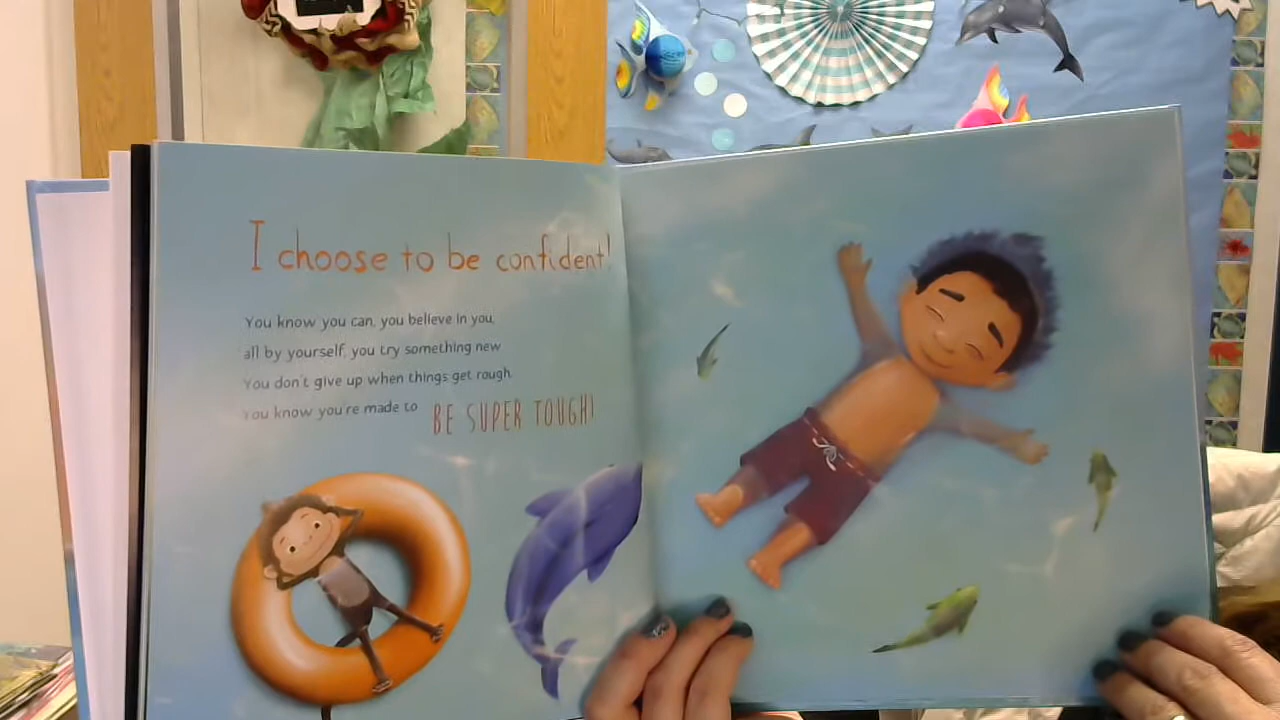 I choose to be confident!
You know you can, you believe in you,
all by yourself, you try something new
You don't give up when things get rough
You know you're made to BE SUPER TOUGH!